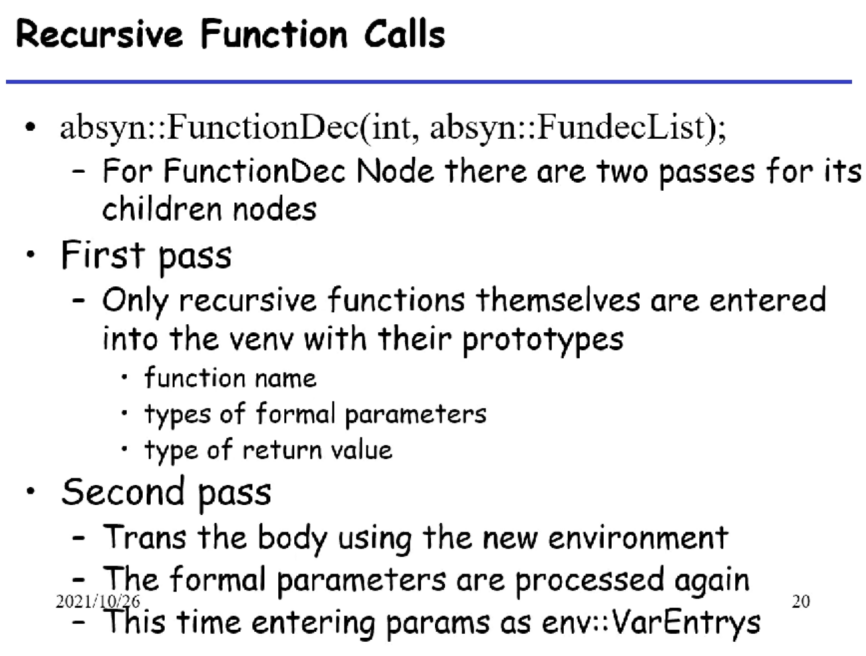 Recursive Function Calls
• absyn::FunctionDec(int, absyn::FundecList);
– For FunctionDec Node there are two passes for its
children nodes
• First pass
– Only recursive functions themselves are entered
into the venv with their prototypes
• function name
• types of formal parameters
• type of return value
• Second pass
– Trans the body using the new environment
– The formal parameters are processed again
2021/10/26
20
– This time entering params as env::VarEntrys